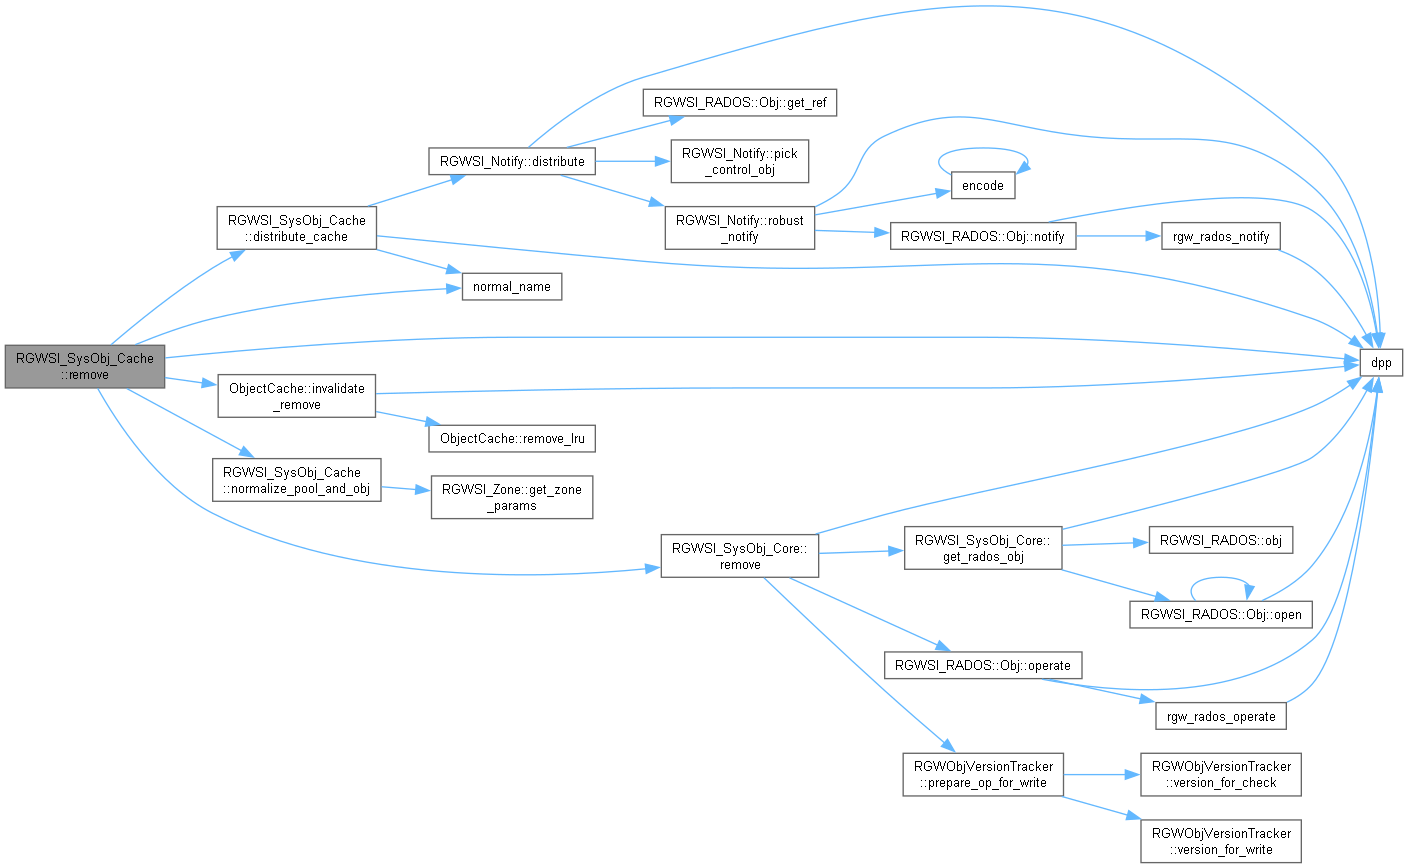 RGWSI_RADOS::Obj::get_ref
RGWSI_Notify::distribute
RGWSI_Notify::pick
_control_obj
encode
RGWSI_SysObj_Cache
::distribute_cache
RGWSI_Notify::robust
_notify
RGWSI_RADOS::Obj::notify
rgw_rados_notify
normal_name
RGWSI_SysObj_Cache
::remove
dpp
ObjectCache::invalidate
_remove
ObjectCache::remove_lru
RGWSI_SysObj_Cache
::normalize_pool_and_obj
RGWSI_Zone::get_zone
_params
RGWSI_SysObj_Core::
remove
RGWSI_SysObj_Core::
get_rados_obj
RGWSI_RADOS::obj
RGWSI_RADOS::Obj::open
RGWSI_RADOS::Obj::operate
rgw_rados_operate
RGWObjVersionTracker
::prepare_op_for_write
RGWObjVersionTracker
::version_for_check
RGWObjVersionTracker
::version_for_write